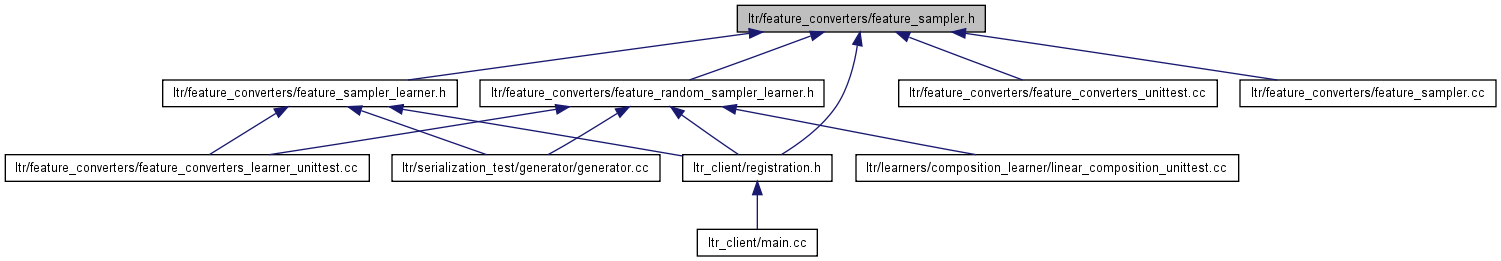 ltr/feature_converters/feature_sampler.h
ltr/feature_converters/feature_sampler_learner.h
ltr/feature_converters/feature_random_sampler_learner.h
ltr/feature_converters/feature_converters_unittest.cc
ltr/feature_converters/feature_sampler.cc
ltr/feature_converters/feature_converters_learner_unittest.cc
ltr/serialization_test/generator/generator.cc
ltr_client/registration.h
ltr/learners/composition_learner/linear_composition_unittest.cc
ltr_client/main.cc